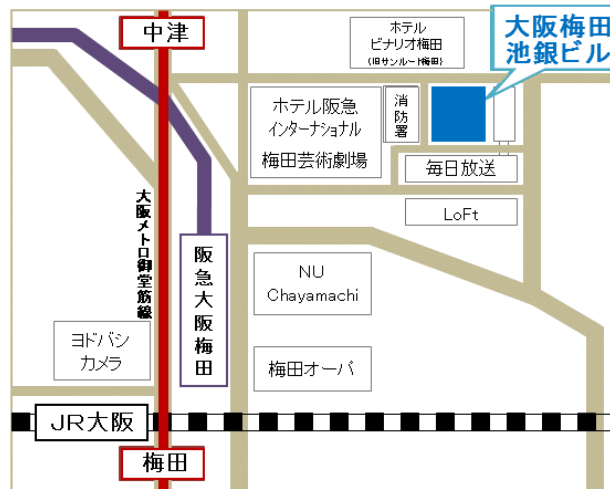 中津
ホテル
ビナリオ梅田
(旧サンルート梅田)
大阪梅田
池銀ビル
ホテル阪急
インターナショナル
梅田芸術劇場
消防署
毎日放送
LoFt
大阪メトロ御堂筋線
阪急大阪梅田
NU
Chayamachi
ヨドバシ
カメラ
梅田オーパ
JR大阪
梅田